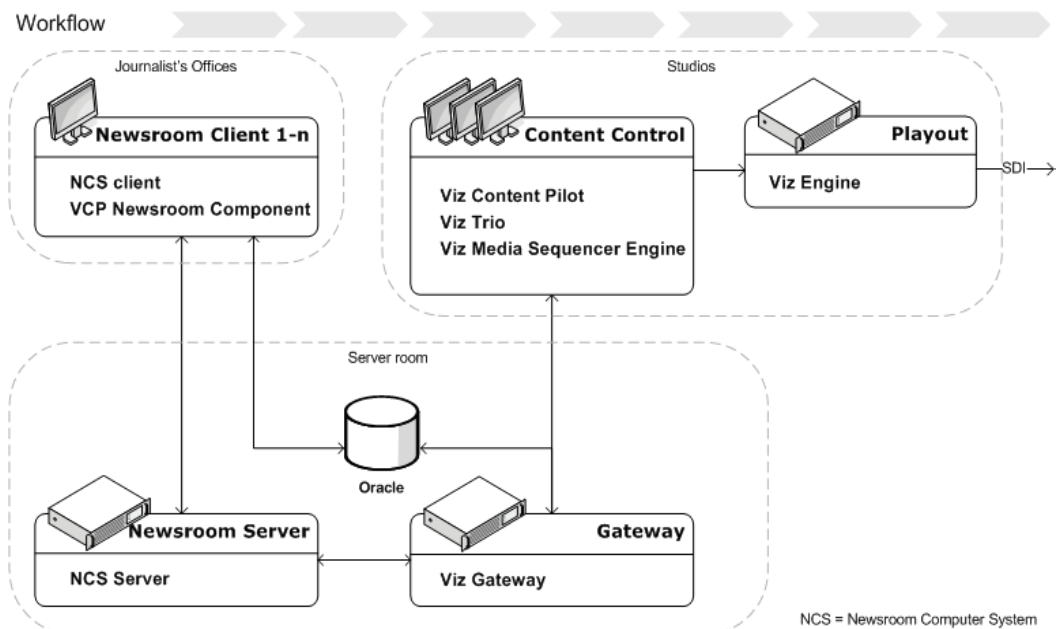 Workflow
Journalist's Offices
Newsroom Client 1-n
NCS client
VCP Newsroom Component
Studios
Content Control
Viz Content Pilot
Viz Trio
Viz Media Sequencer Engine
Playout
Viz Engine
SDI
Server room
Oracle
Newsroom Server
NCS Server
Gateway
Viz Gateway
NCS = Newsroom Computer System